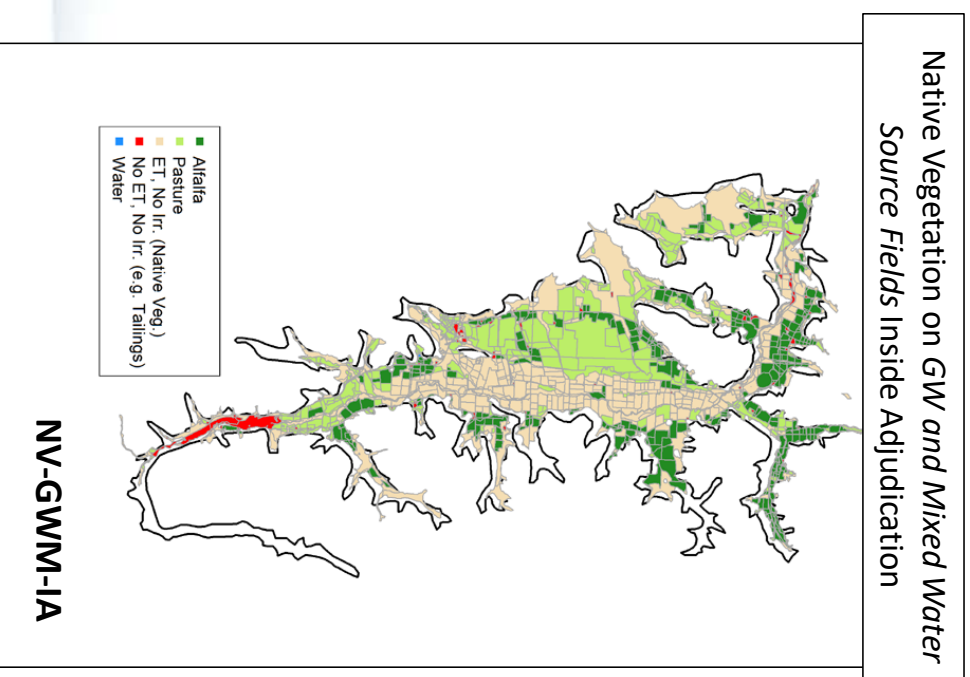 Native Vegetation on GW and Mixed Water
Source Fields Inside Adjudication
Alfalfa
Pasture
ET, No Irr. (Native Veg.)
No ET, No Irr. (e.g. Tailings)
Water
NV-GWM-IA